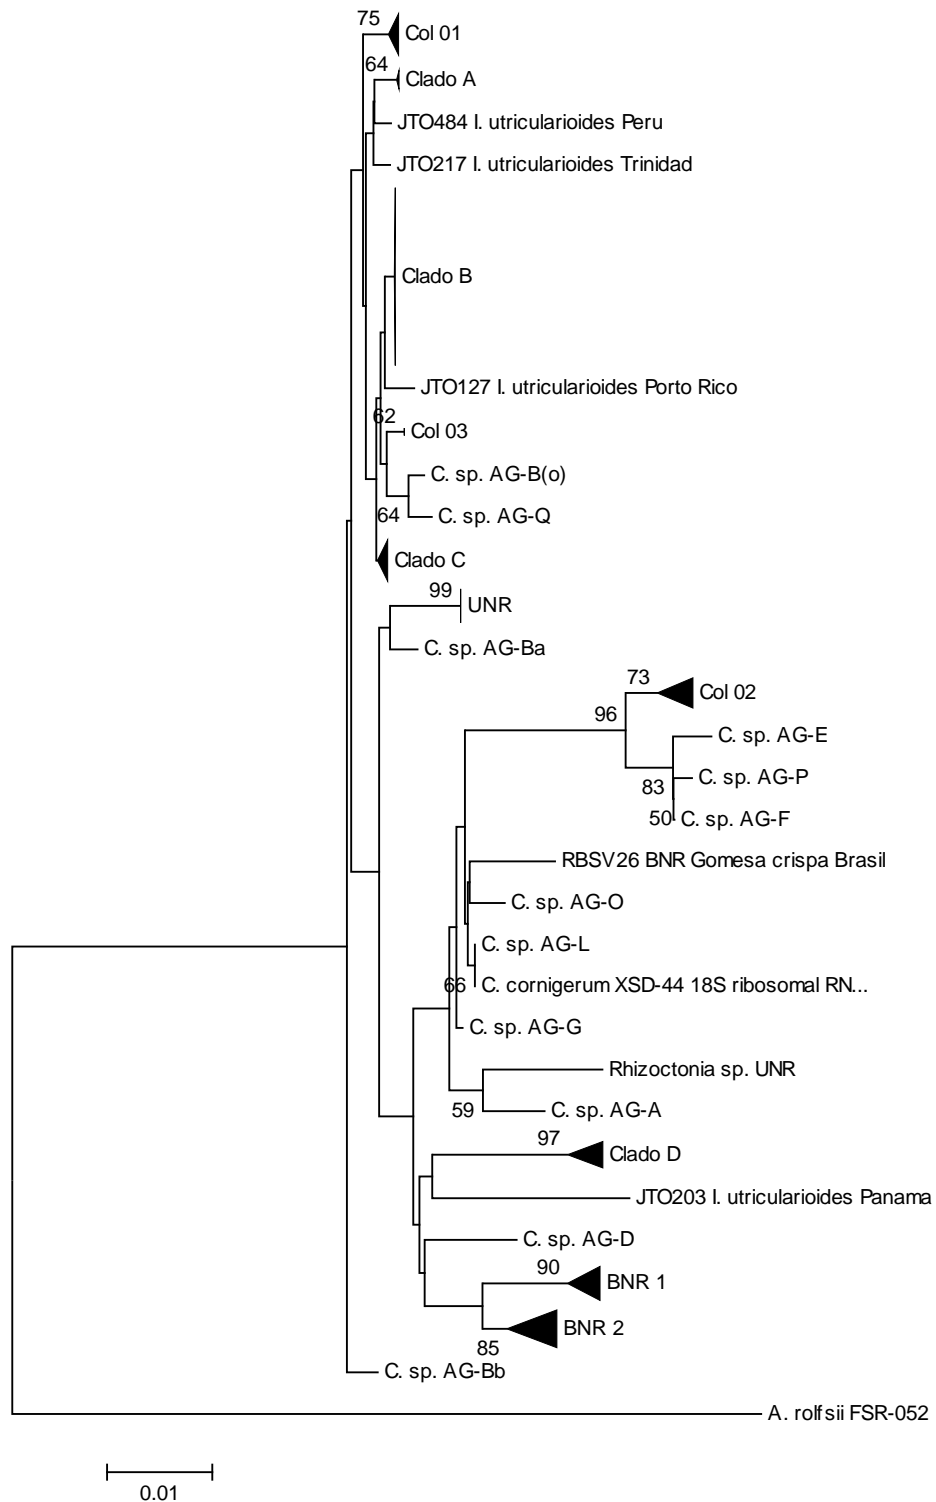 75
Col 01
64
Clado A
JTO484 I. utricularioides Peru
JTO217 I. utricularioides Trinidad
Clado B
JTO127 I. utricularioides Porto Rico
62
Col 03
C. sp. AG-B(o)
64
C. sp. AG-Q
Clado C
99
UNR
C. sp. AG-Ba
73
Col 02
96
C. sp. AG-E
C. sp. AG-P
83
50
C. sp. AG-F
RBSV26 BNR Gomesa crispa Brasil
C. sp. AG-O
C. sp. AG-L
66
C. cornigerum XSD-44 18S ribosomal RN...
C. sp. AG-G
Rhizoctonia sp. UNR
59
C. sp. AG-A
97
Clado D
JTO203 I. utricularioides Panama
C. sp. AG-D
90
BNR 1
BNR 2
85
C. sp. AG-Bb
A. rolfsii FSR-052
0.01